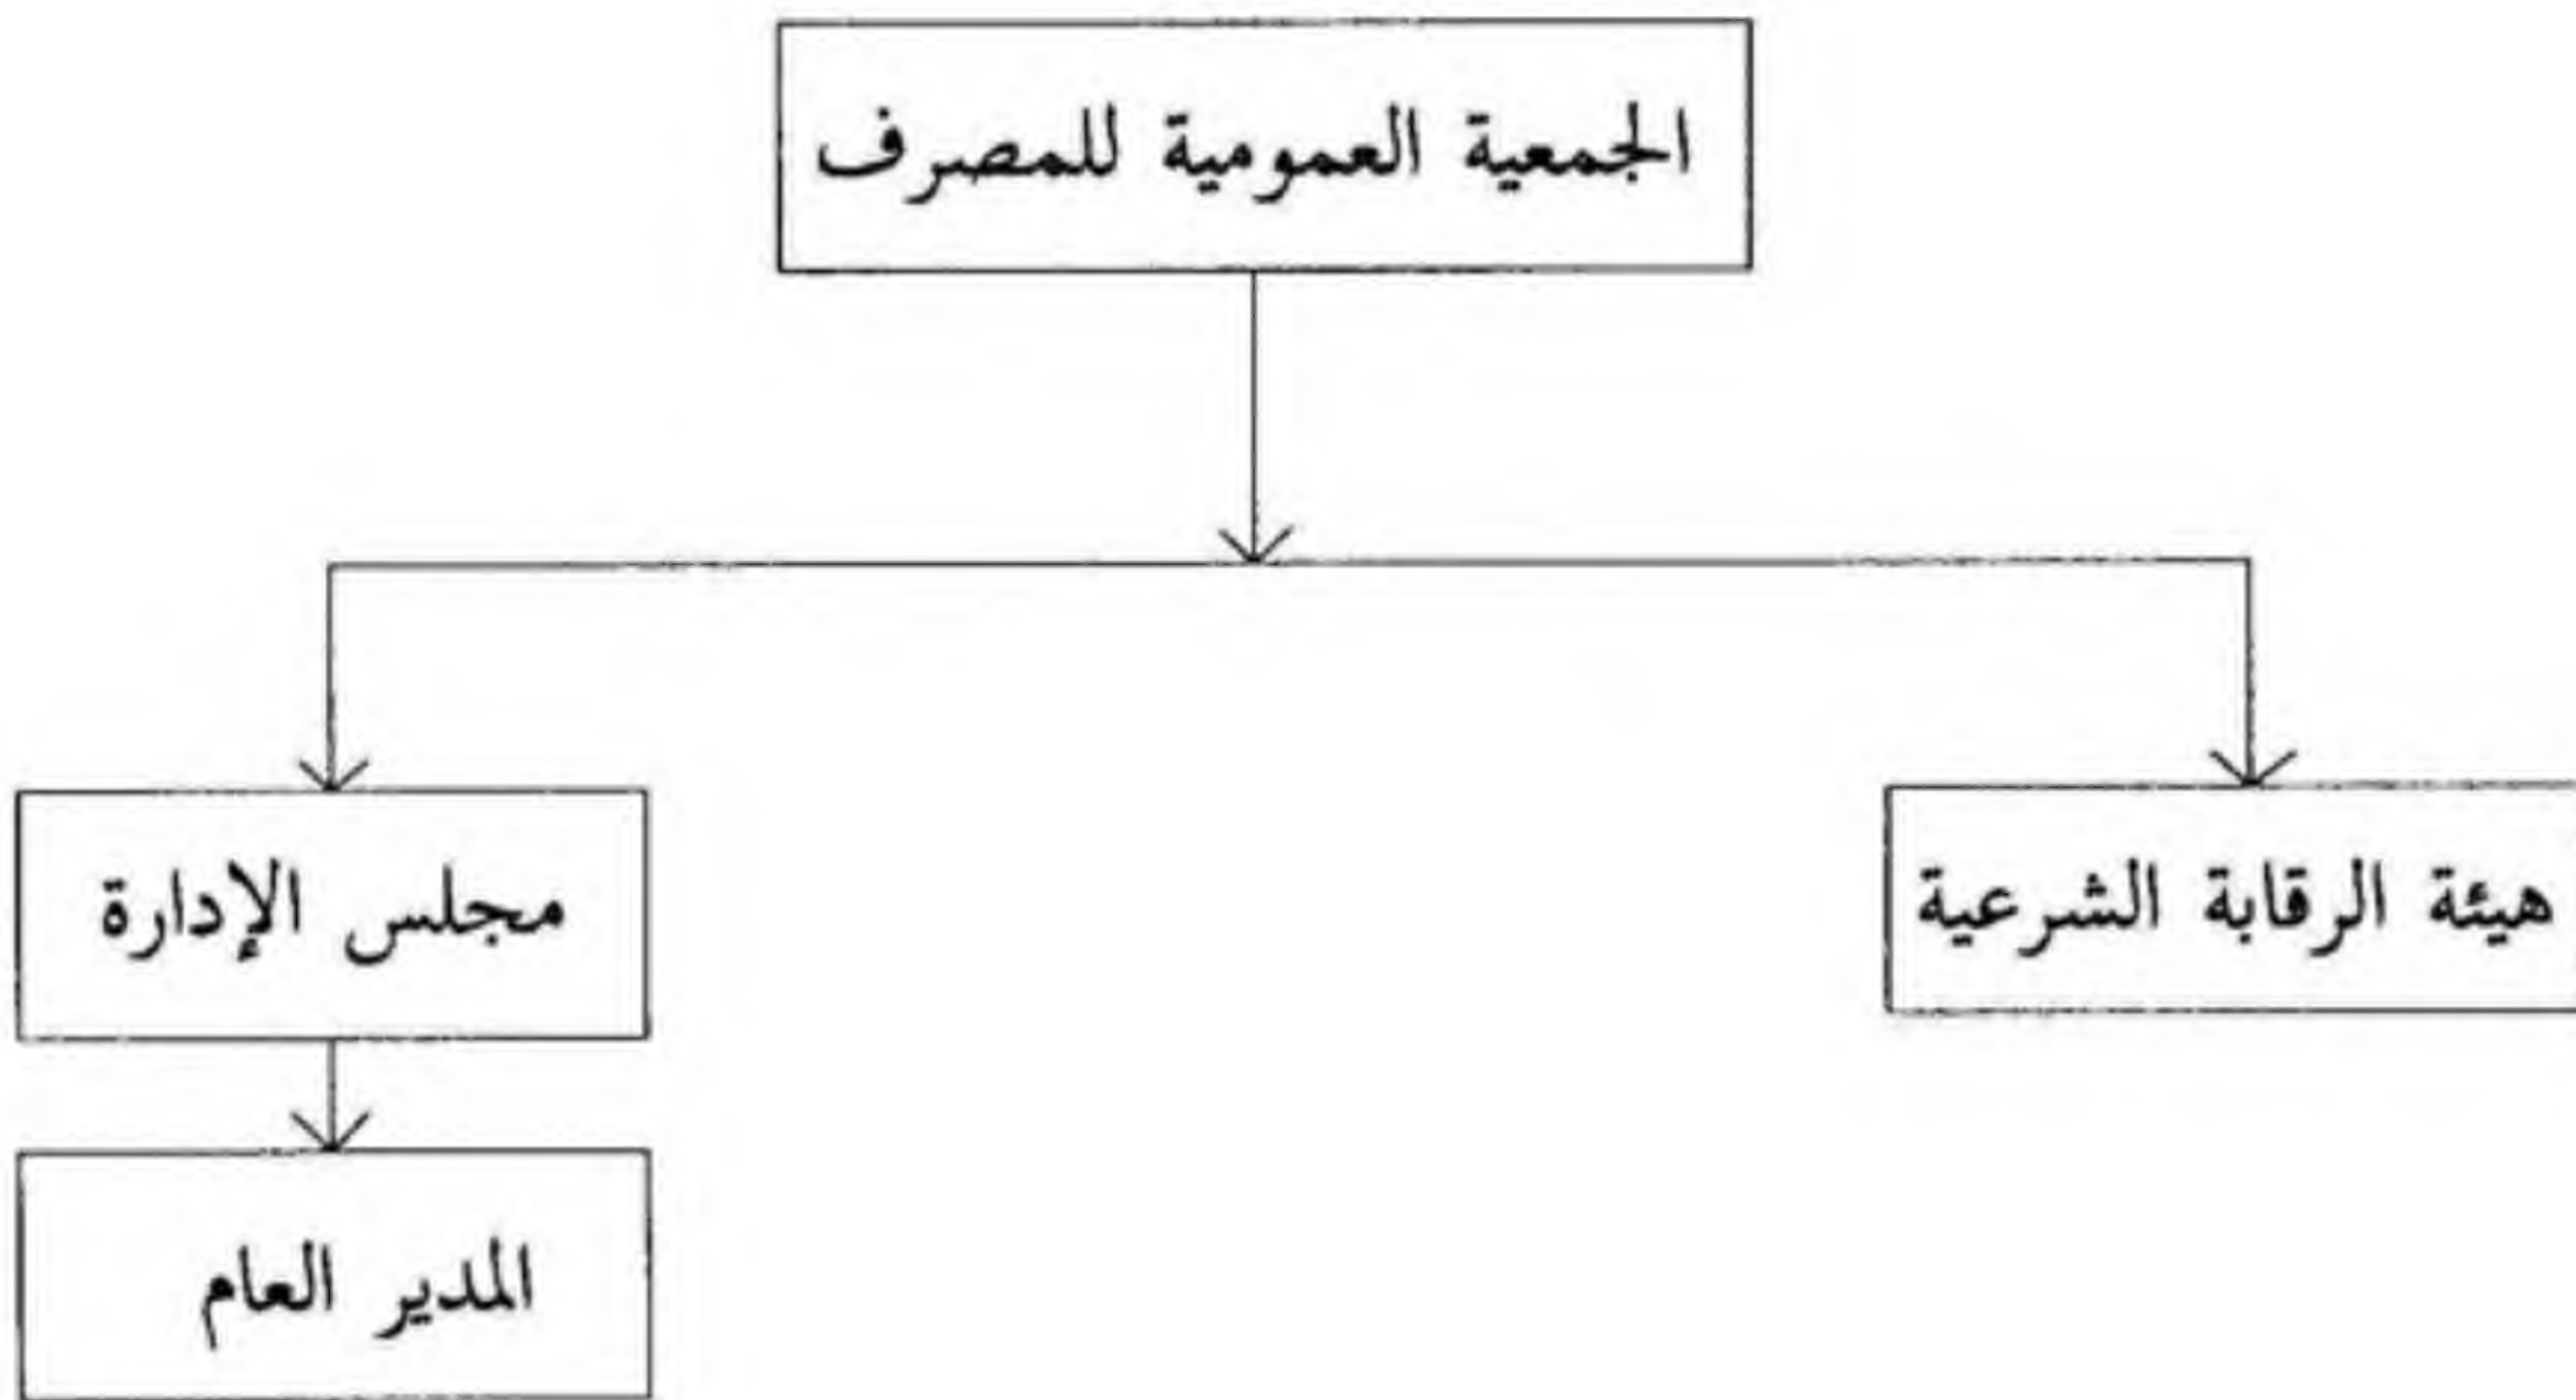 الجمعية العمومية للمصرف
هيئة الرقابة الشرعية
مجلس الإدارة
المدير العام